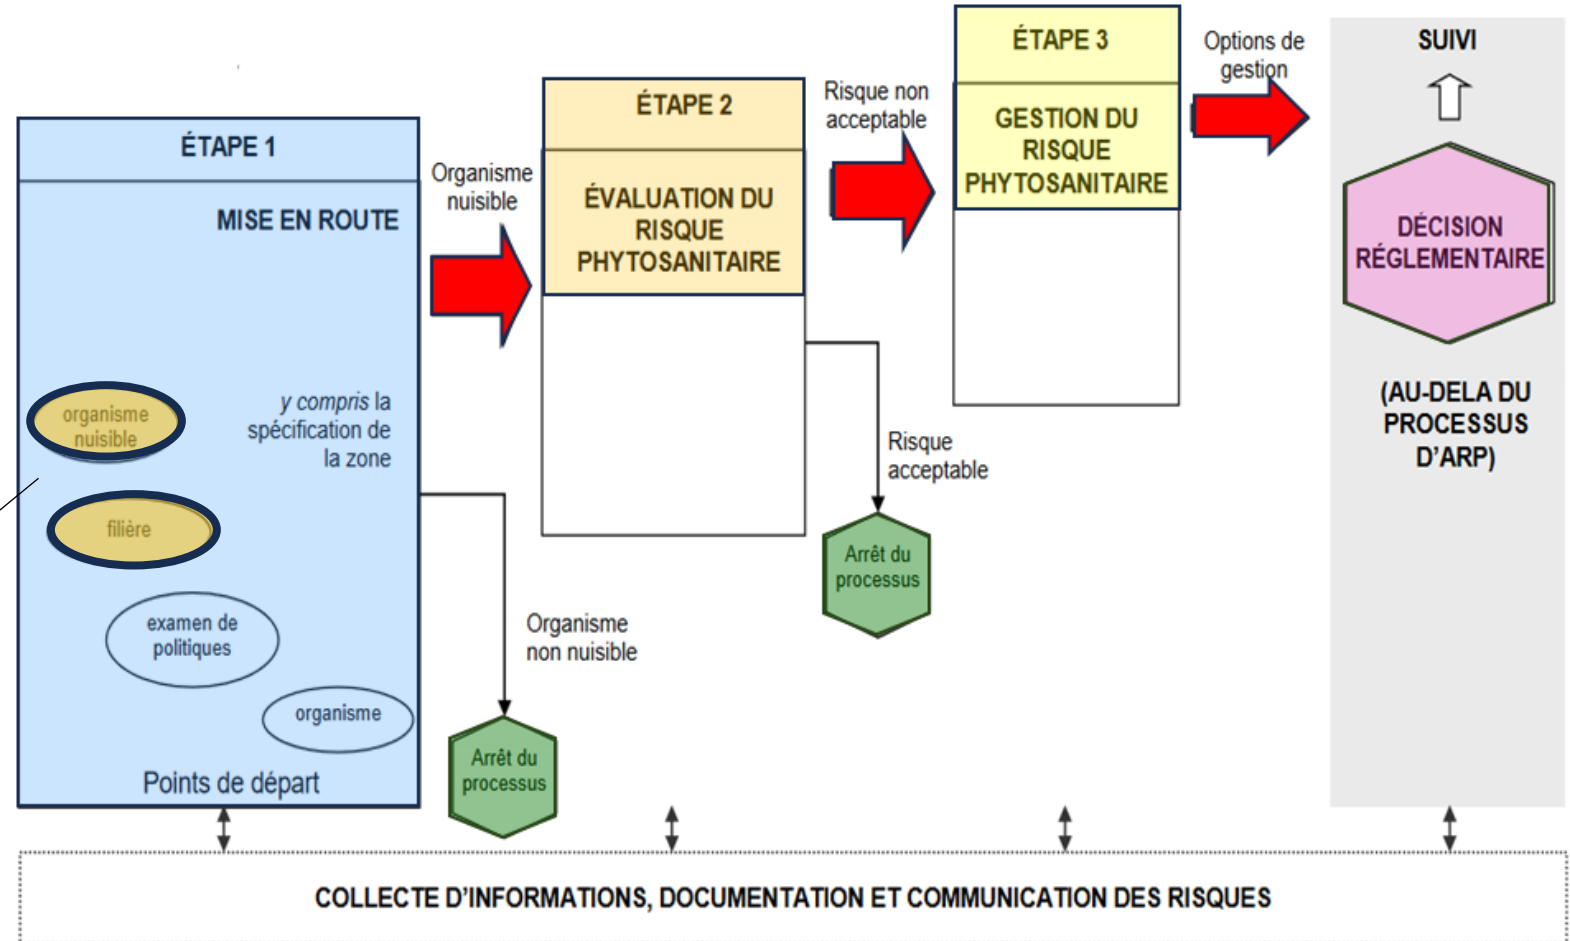 ÉTAPE 1
MISE EN ROUTE
organisme
nuisible
y compris la
spécification de
la zone
filière
examen de
politiques
organisme
Points de départ
Organisme
nuisible
Organisme
non nuisible
Arrêt du
processus
ÉTAPE 2
ÉVALUATION DU
RISQUE
PHYTOSANITAIRE
Risque non
acceptable
Risque
acceptable
Arrêt du
processus
ÉTAPE 3
GESTION DU
RISQUE
PHYTOSANITAIRE
Options de
gestion
SUIVI
DÉCISION
RÉGLEMENTAIRE
(AU-DELA DU
PROCESSUS
D’ARP)
COLLECTE D’INFORMATIONS, DOCUMENTATION ET COMMUNICATION DES RISQUES